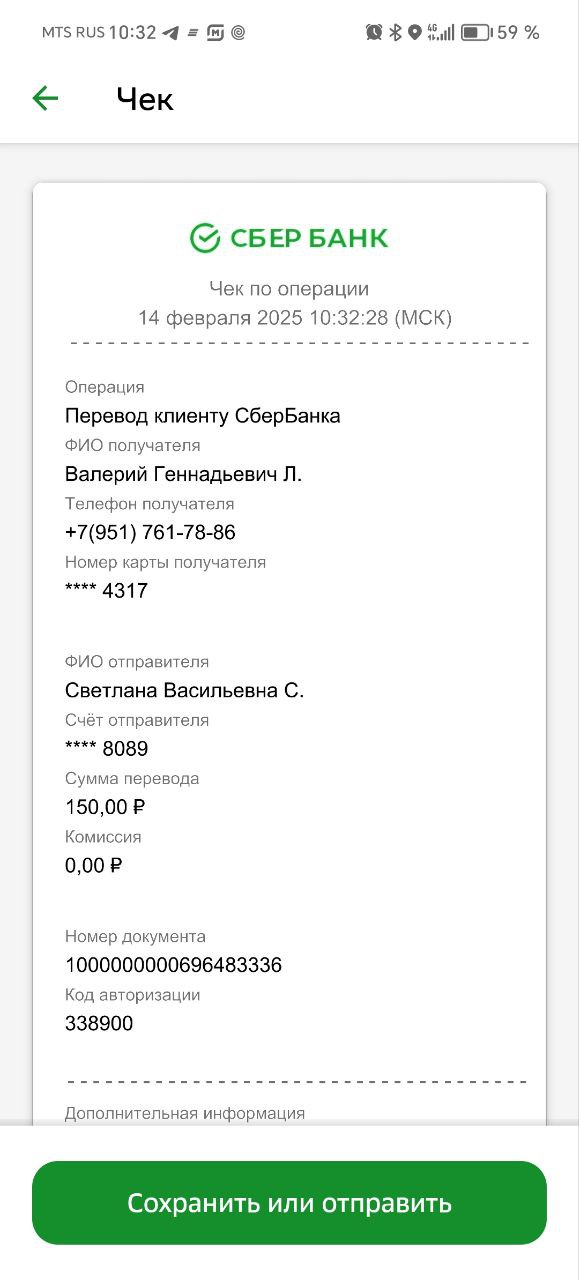 MTS RUS 10:32 4G 59 %
Чек
СБЕР БАНК
Чек по операции
14 февраля 2025 10:32:28 (МСК)
Операция
Перевод клиенту СберБанка
ФИО получателя
Валерий Геннадьевич Л.
Телефон получателя
+7(951) 761-78-86
Номер карты получателя
**** 4317
ФИО отправителя
Светлана Васильевна С.
Счёт отправителя
**** 8089
Сумма перевода
150,00 ₽
Комиссия
0,00 ₽
Номер документа
1000000000696483336
Код авторизации
338900
Дополнительная информация
Сохранить или отправить